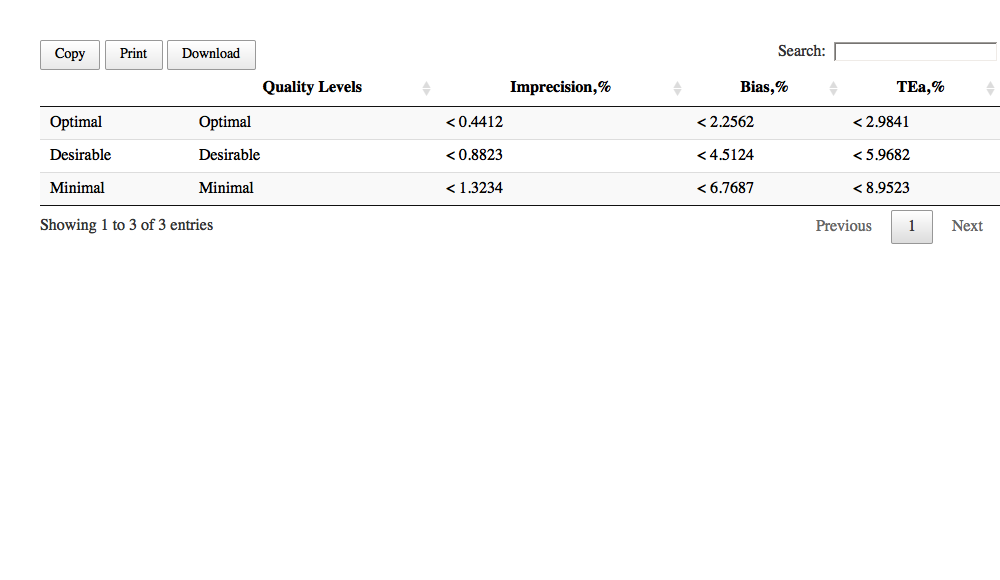 Copy Print Download Search:
Quality Levels Imprecision,% Bias,% TEa,%
Optimal Optimal < 0.4412 < 2.2562 < 2.9841
Desirable Desirable < 0.8823 < 4.5124 < 5.9682
Minimal Minimal < 1.3234 < 6.7687 < 8.9523
Showing 1 to 3 of 3 entries Previous 1 Next